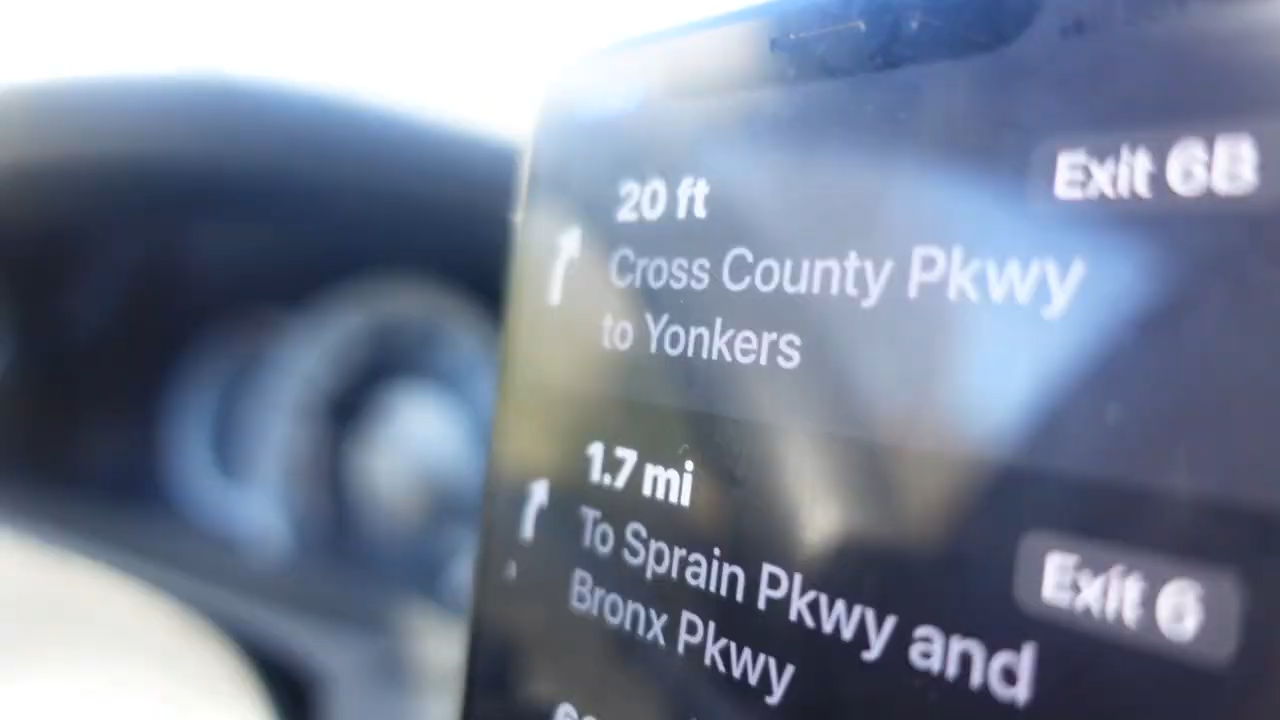 Exit 6B
20 ft
Cross County Pkwy
to Yonkers
1.7 mi
Exit 6
To Sprain Pkwy and
Bronx Pkwy